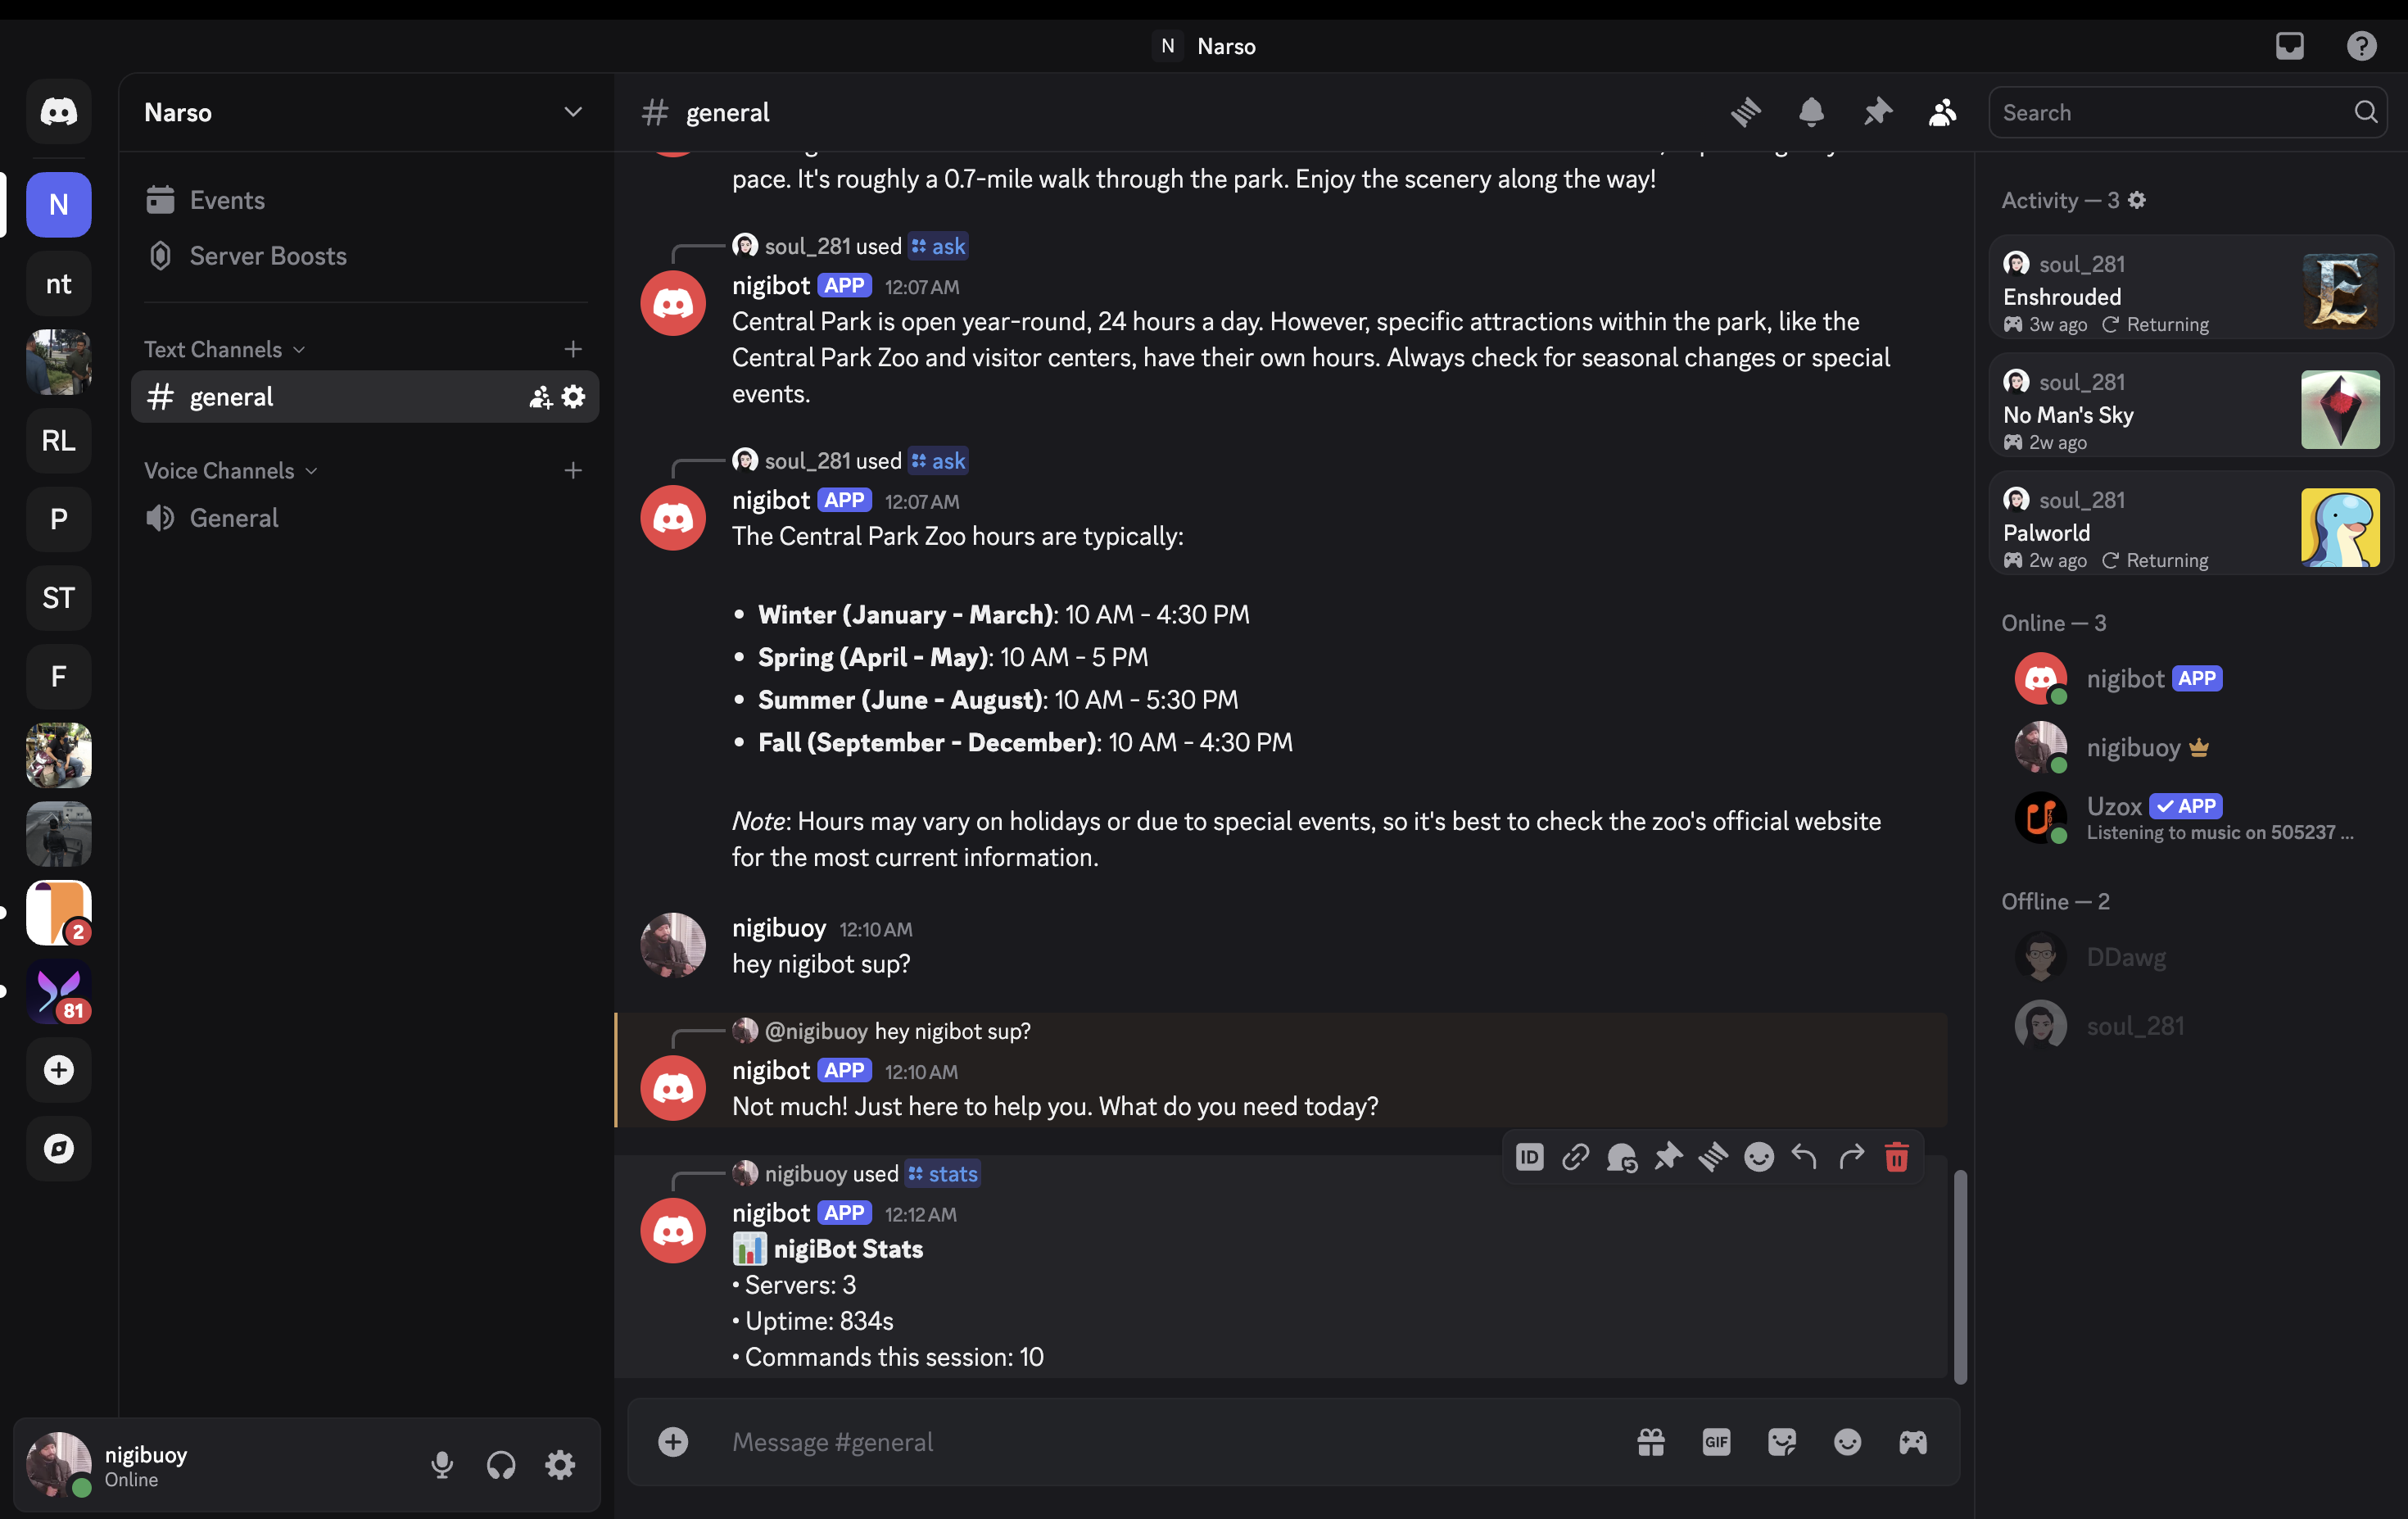 N Narso
Narso
Events
Server Boosts
Text Channels
general
Voice Channels
General
N
nt
RL
P
ST
F
2
81
nigibuoy
Online
# general
Search
pace. It's roughly a 0.7-mile walk through the park. Enjoy the scenery along the way!
soul_281 used ask
nigibot APP 12:07 AM
Central Park is open year-round, 24 hours a day. However, specific attractions within the park, like the
Central Park Zoo and visitor centers, have their own hours. Always check for seasonal changes or special
events.
soul_281 used ask
nigibot APP 12:07 AM
The Central Park Zoo hours are typically:
• Winter (January - March): 10 AM - 4:30 PM
• Spring (April - May): 10 AM - 5 PM
• Summer (June - August): 10 AM - 5:30 PM
• Fall (September - December): 10 AM - 4:30 PM
Note: Hours may vary on holidays or due to special events, so it's best to check the zoo's official website
for the most current information.
nigibuoy 12:10 AM
hey nigibot sup?
@nigibuoy hey nigibot sup?
nigibot APP 12:10 AM
Not much! Just here to help you. What do you need today?
ID
nigibuoy used stats
nigibot APP 12:12 AM
📊 nigiBot Stats
• Servers: 3
• Uptime: 834s
• Commands this session: 10
Message #general
GIF
Activity — 3
soul_281
Enshrouded
3w ago Returning
E
soul_281
No Man's Sky
2w ago
soul_281
Palworld
2w ago Returning
Online — 3
nigibot APP
nigibuoy
Uzox ✓ APP
Listening to music on 505237 ...
Offline — 2
DDawg
soul_281